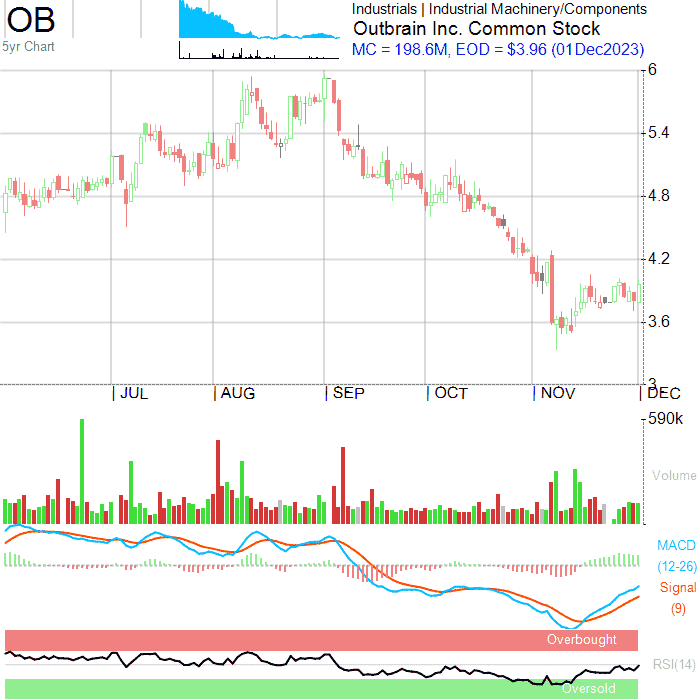 OB
5yr Chart
Industrials | Industrial Machinery/Components
Outbrain Inc. Common Stock
MC = 198.6M, EOD = $3.96 (01Dec2023)
6
5.4
4.8
4.2
3.6
3
JUL AUG SEP OCT NOV DEC
590k
Volume
MACD
(12-26)
Signal
(9)
Overbought
RSI(14)
Oversold